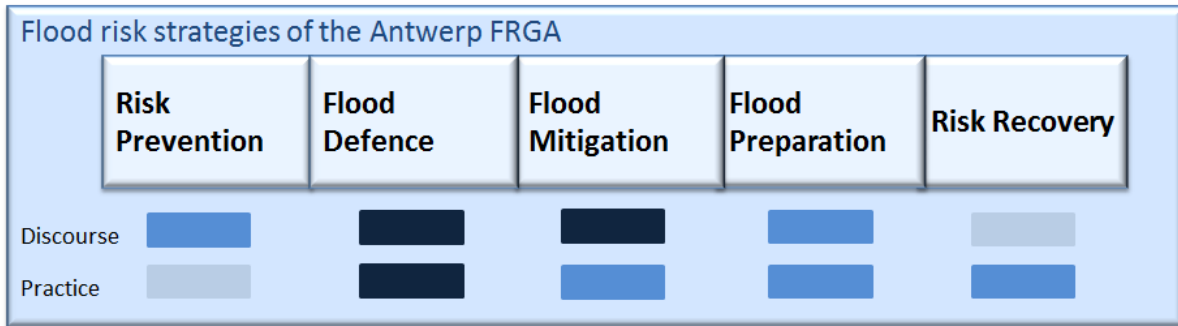 Flood risk strategies of the Antwerp FRGA
Risk
Prevention
Flood
Defence
Flood
Mitigation
Flood
Preparation
Risk Recovery
Discourse
Practice